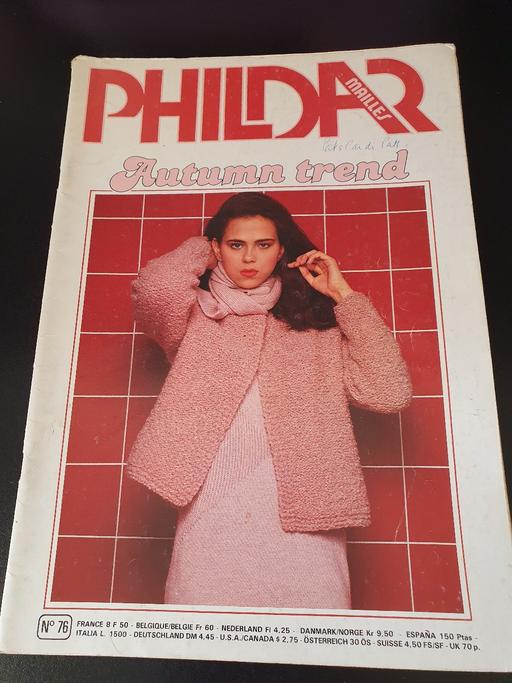 PHILDAR
MAILLES
Autumn trend
Nº 76
FRANCE 8 F 50 - BELGIQUE/BELGIE Fr 60 - NEDERLAND Fl 4,25 - DANMARK/NORGE Kr 9,50 - ESPAÑA 150 Ptas -
ITALIA L. 1500 - DEUTSCHLAND DM 4,45 - U.S.A./CANADA $ 2,75 - ÖSTERREICH 30 ÖS - SUISSE 4,50 FS/SF - UK 70 p.